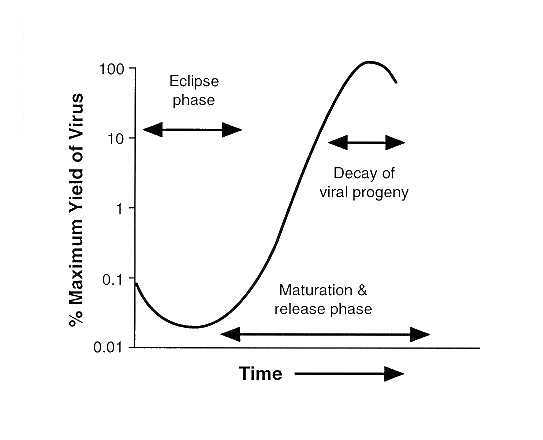 % Maximum Yield of Virus
100
10
1
0.1
0.01
Eclipse
phase
Decay of
viral progeny
Maturation &
release phase
Time